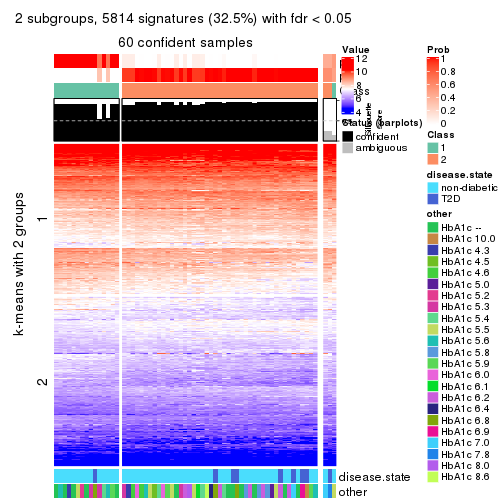 2 subgroups, 5814 signatures (32.5%) with fdr < 0.05
60 confident samples
k-means with 2 groups
1
2
disease.state
other
Value
12
10
8
6
4
Status (barplots)
confident
ambiguous
Silhouette
score
Prob
1
0.8
0.6
0.4
0.2
0
Class
1
2
disease.state
non-diabetic
T2D
other
HbA1c --
HbA1c 10.0
HbA1c 4.3
HbA1c 4.5
HbA1c 4.6
HbA1c 5.0
HbA1c 5.2
HbA1c 5.3
HbA1c 5.4
HbA1c 5.5
HbA1c 5.6
HbA1c 5.8
HbA1c 5.9
HbA1c 6.0
HbA1c 6.1
HbA1c 6.2
HbA1c 6.4
HbA1c 6.8
HbA1c 6.9
HbA1c 7.0
HbA1c 7.8
HbA1c 8.0
HbA1c 8.6